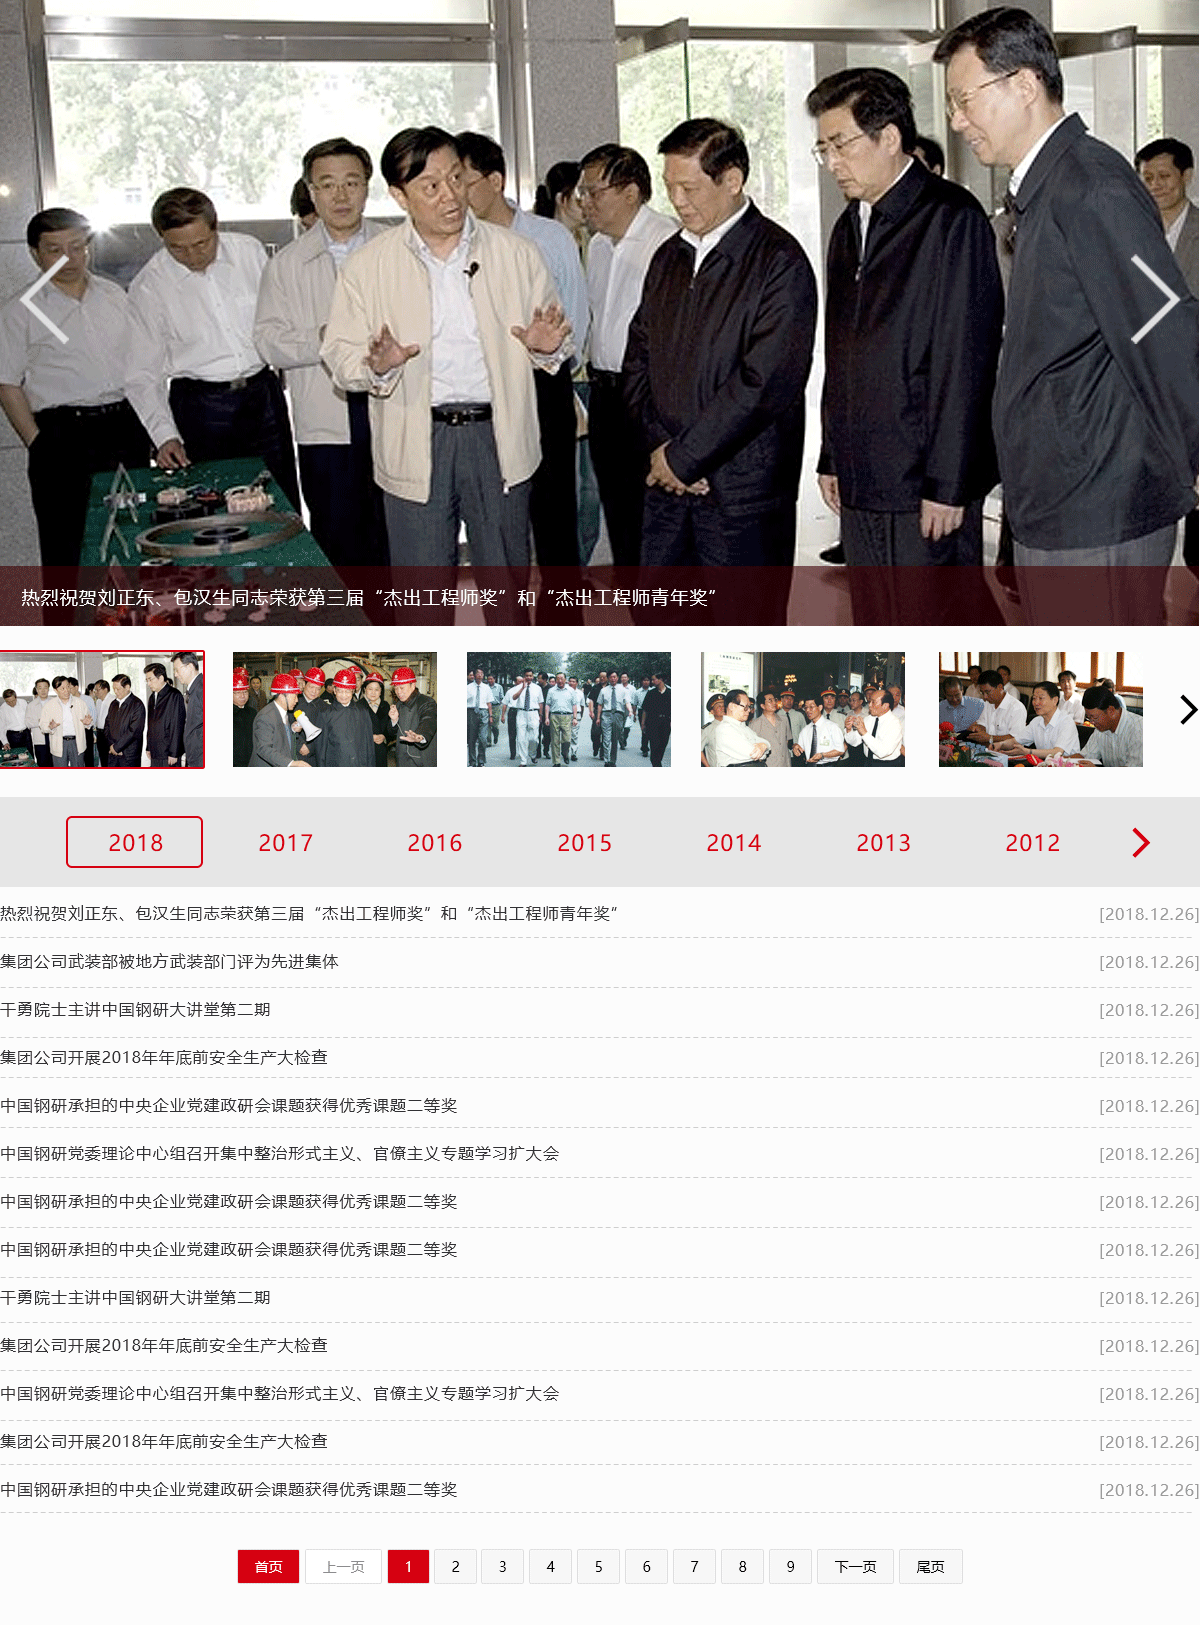 热烈祝贺刘正东、包汉生同志荣获第三届“杰出工程师奖”和“杰出工程师青年奖”
2018 2017 2016 2015 2014 2013 2012
热烈祝贺刘正东、包汉生同志荣获第三届“杰出工程师奖”和“杰出工程师青年奖” [2018.12.26]
集团公司武装部被地方武装部门评为先进集体 [2018.12.26]
干勇院士主讲中国钢研大讲堂第二期 [2018.12.26]
集团公司开展2018年年底前安全生产大检查 [2018.12.26]
中国钢研承担的中央企业党建政研会课题获得优秀课题二等奖 [2018.12.26]
中国钢研党委理论中心组召开集中整治形式主义、官僚主义专题学习扩大会 [2018.12.26]
中国钢研承担的中央企业党建政研会课题获得优秀课题二等奖 [2018.12.26]
中国钢研承担的中央企业党建政研会课题获得优秀课题二等奖 [2018.12.26]
干勇院士主讲中国钢研大讲堂第二期 [2018.12.26]
集团公司开展2018年年底前安全生产大检查 [2018.12.26]
中国钢研党委理论中心组召开集中整治形式主义、官僚主义专题学习扩大会 [2018.12.26]
集团公司开展2018年年底前安全生产大检查 [2018.12.26]
中国钢研承担的中央企业党建政研会课题获得优秀课题二等奖 [2018.12.26]
首页 上一页 1 2 3 4 5 6 7 8 9 下一页 尾页